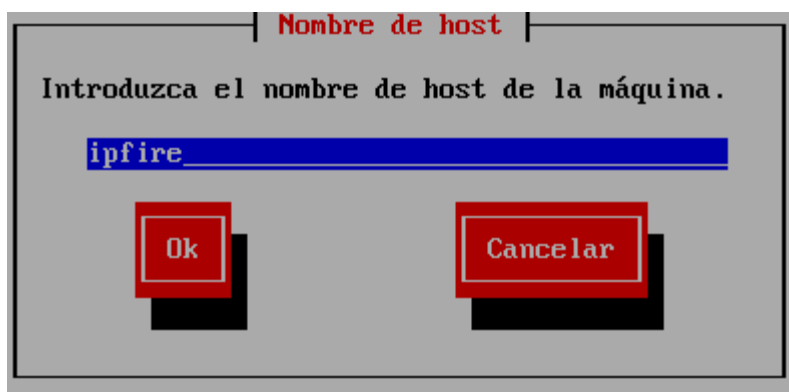 Nombre de host
Introduzca el nombre de host de la máquina.
ipfire
Ok
Cancelar